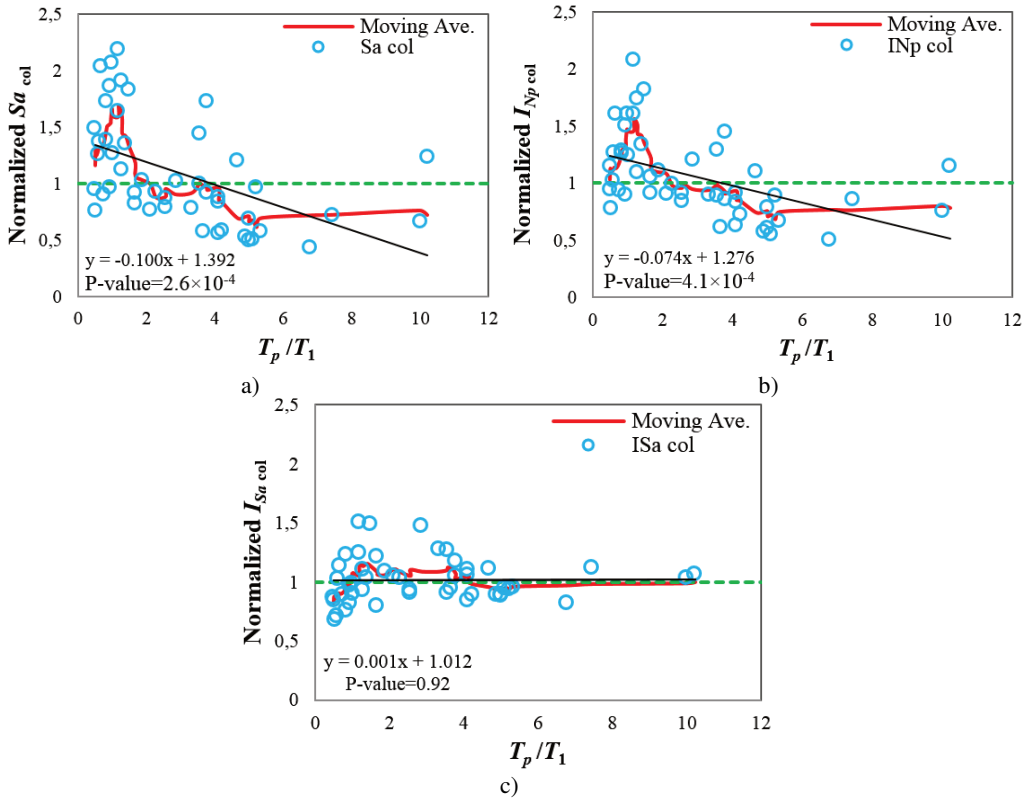 2,5
2
1,5
1
0,5
0
Normalized Sa col
Moving Ave.
Sa col
y = -0.100x + 1.392
P-value=2.6×10-4
0 2 4 6 8 10 12
Tp /T1
a)
2,5
2
1,5
1
0,5
0
Normalized INp col
Moving Ave.
INp col
y = -0.074x + 1.276
P-value=4.1×10-4
0 2 4 6 8 10 12
Tp /T1
b)
2,5
2
1,5
1
0,5
0
Normalized ISa col
Moving Ave.
ISa col
y = 0.001x + 1.012
P-value=0.92
0 2 4 6 8 10 12
Tp /T1
c)